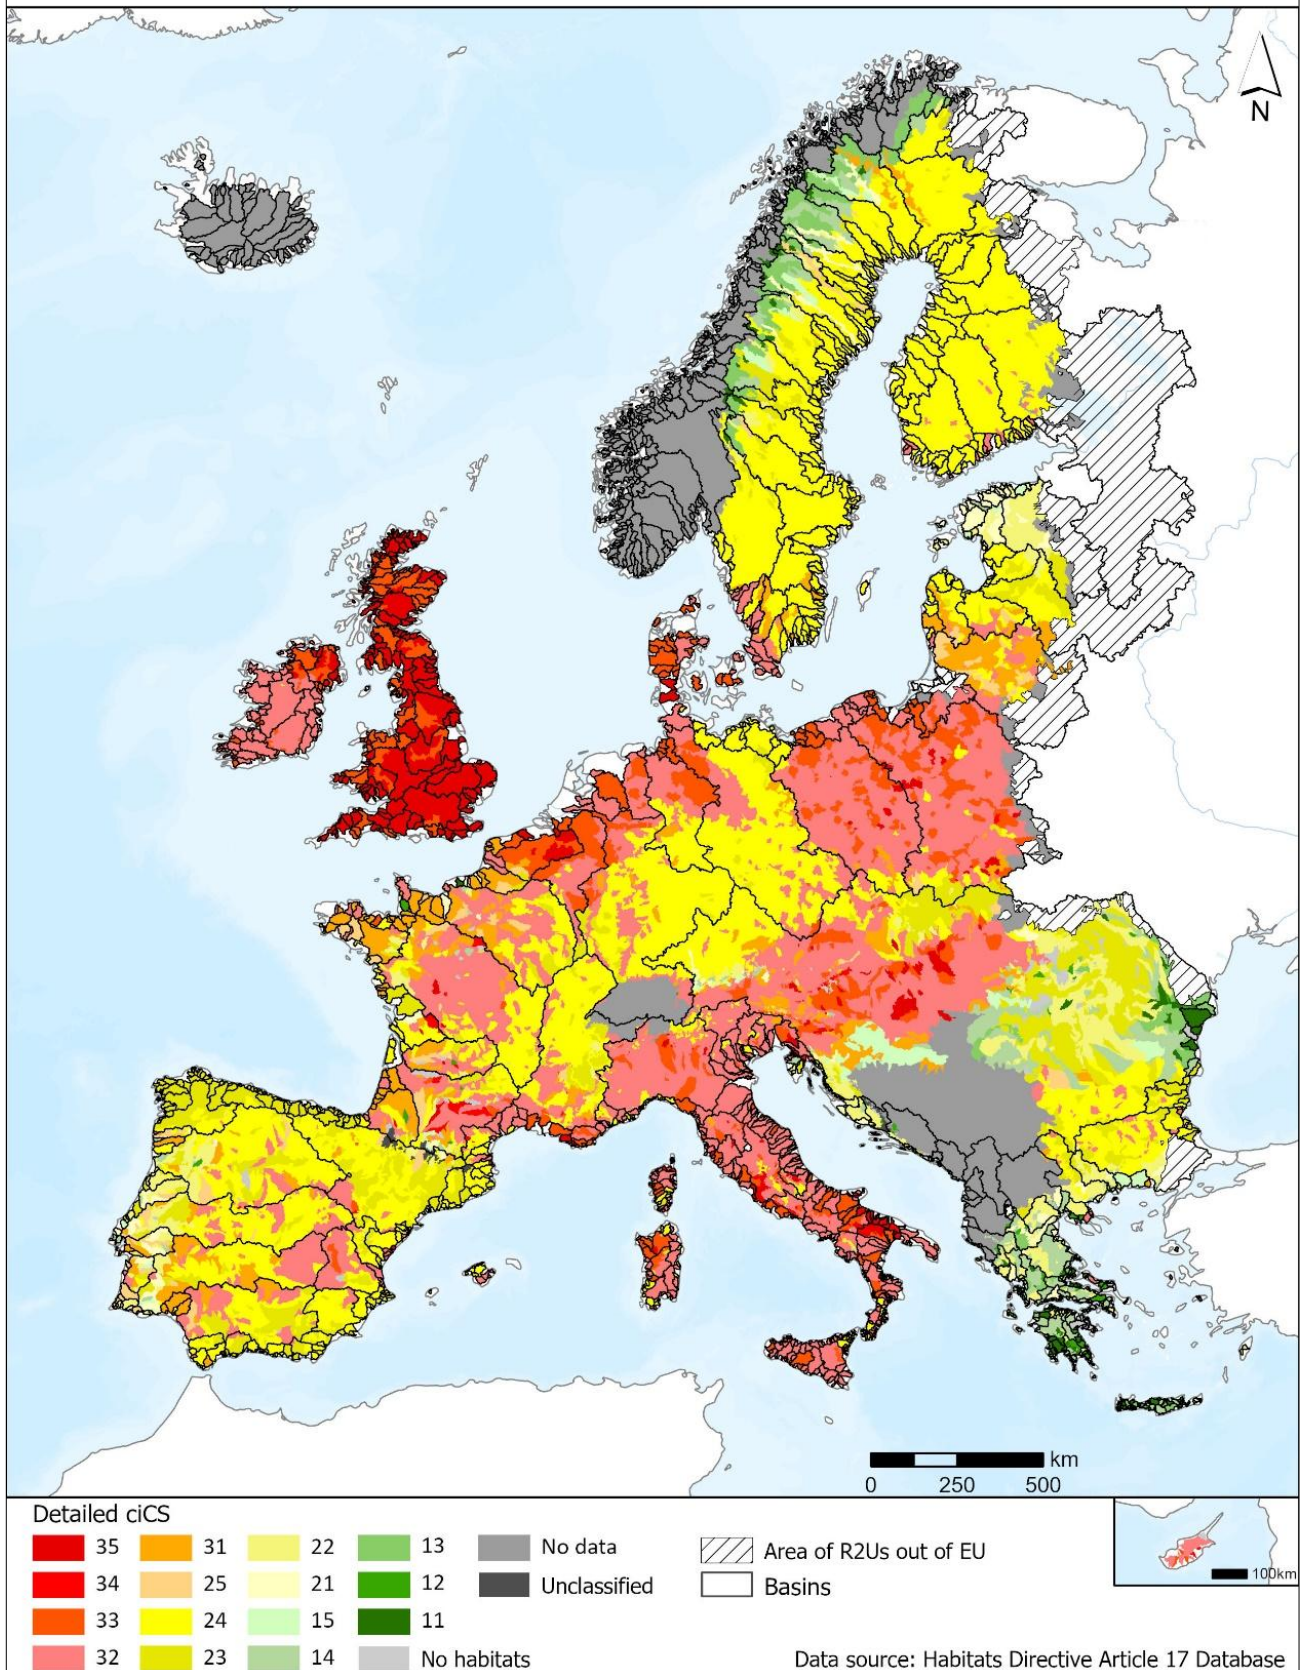 N
km
0 250 500
Detailed ciCS
35 31 22 13 No data Area of R2Us out of EU
34 25 21 12 Unclassified Basins
33 24 15 11
32 23 14 No habitats
100km
Data source: Habitats Directive Article 17 Database